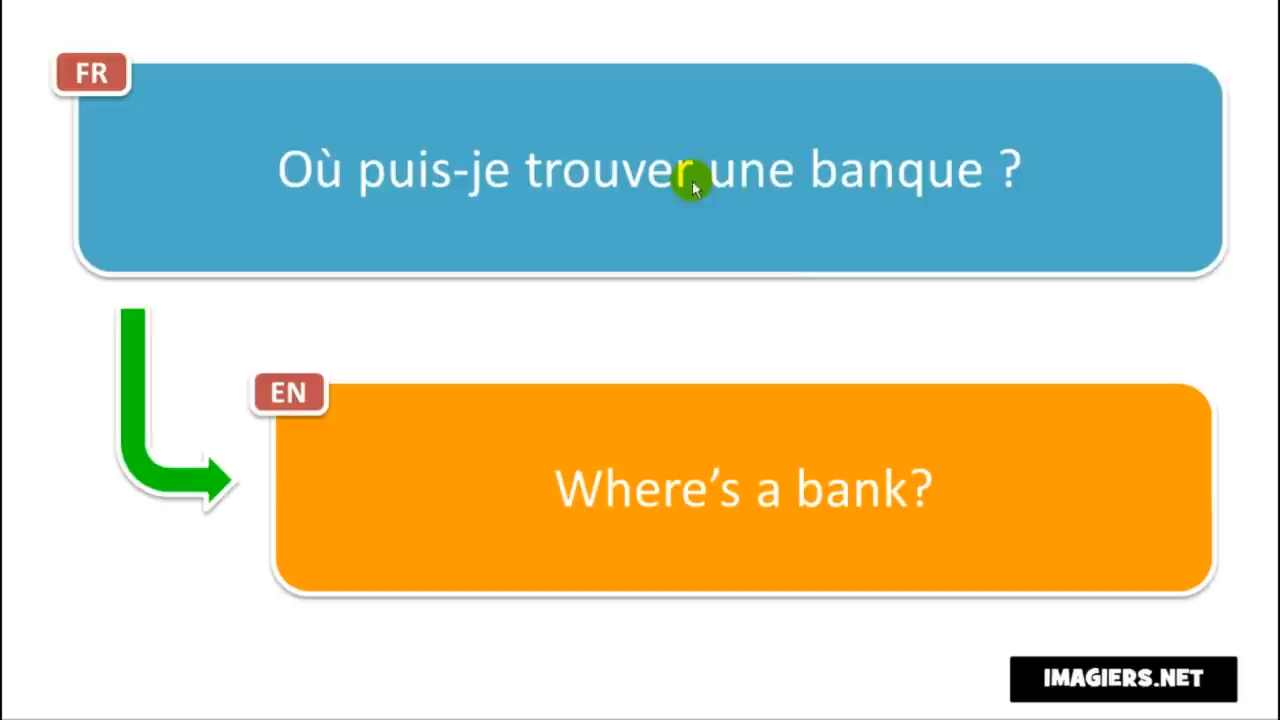 FR
Où puis-je trouver une banque ?
EN
Where’s a bank?
IMAGIERS.NET